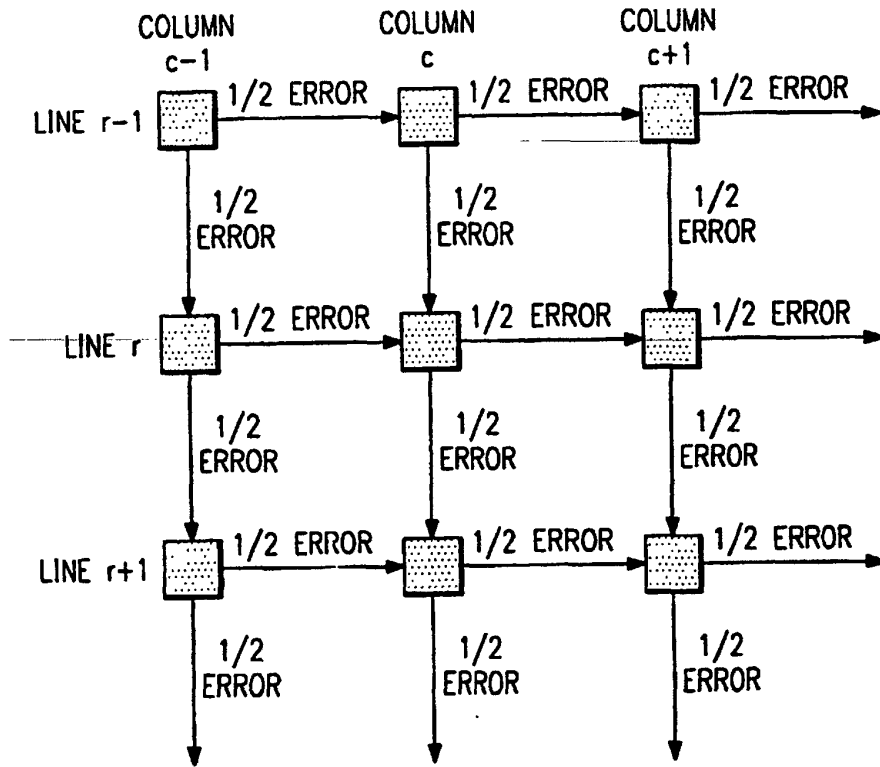 COLUMN
c-1
COLUMN
c
COLUMN
c+1
LINE r-1
1/2 ERROR
1/2 ERROR
1/2 ERROR
1/2
ERROR
1/2
ERROR
1/2
ERROR
LINE r
1/2 ERROR
1/2 ERROR
1/2 ERROR
1/2
ERROR
1/2
ERROR
1/2
ERROR
LINE r+1
1/2 ERROR
1/2 ERROR
1/2 ERROR
1/2
ERROR
1/2
ERROR
1/2
ERROR